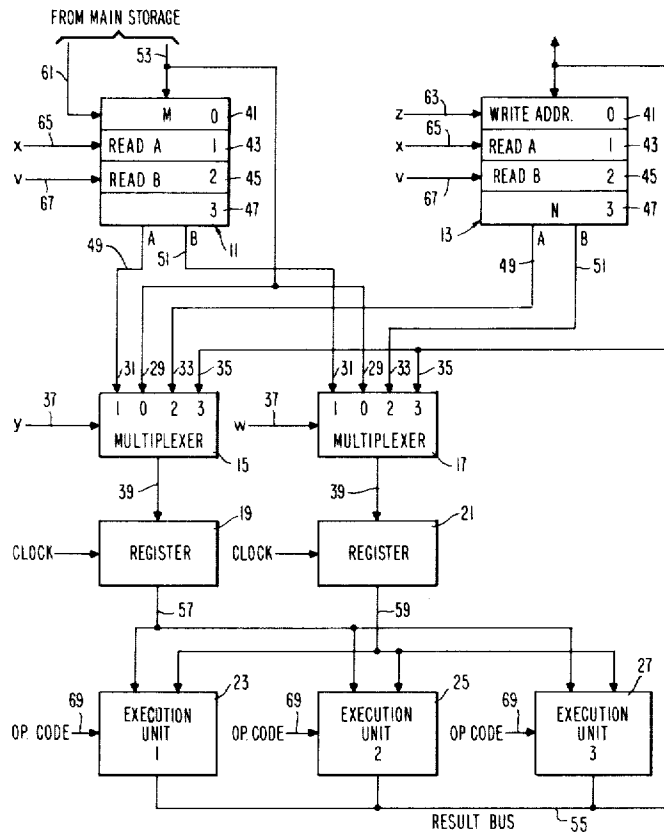 FROM MAIN STORAGE
61
53
M 0 41
65
x READ A 1 43
v READ B 2 45
67
3 47
A B 11
49 51
63
z WRITE ADDR. 0 41
65
x READ A 1 43
v READ B 2 45
67
N 3 47
13 A B
49 51
31 29 33 35
31 29 33 35
37
y
1 0 2 3
MULTIPLEXER
15
37
w
1 0 2 3
MULTIPLEXER
17
39
39
19
CLOCK REGISTER
21
CLOCK REGISTER
57
59
23
69
OP. CODE
EXECUTION
UNIT
1
25
69
OP. CODE
EXECUTION
UNIT
2
27
69
OP CODE
EXECUTION
UNIT
3
RESULT BUS
55